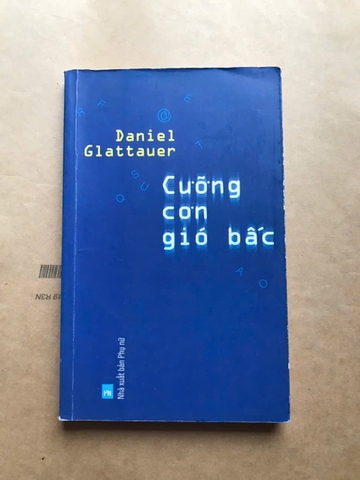 Daniel
Glattauer
Cưỡng
cơn
gió bấc
Nhà xuất bản Phụ nữ